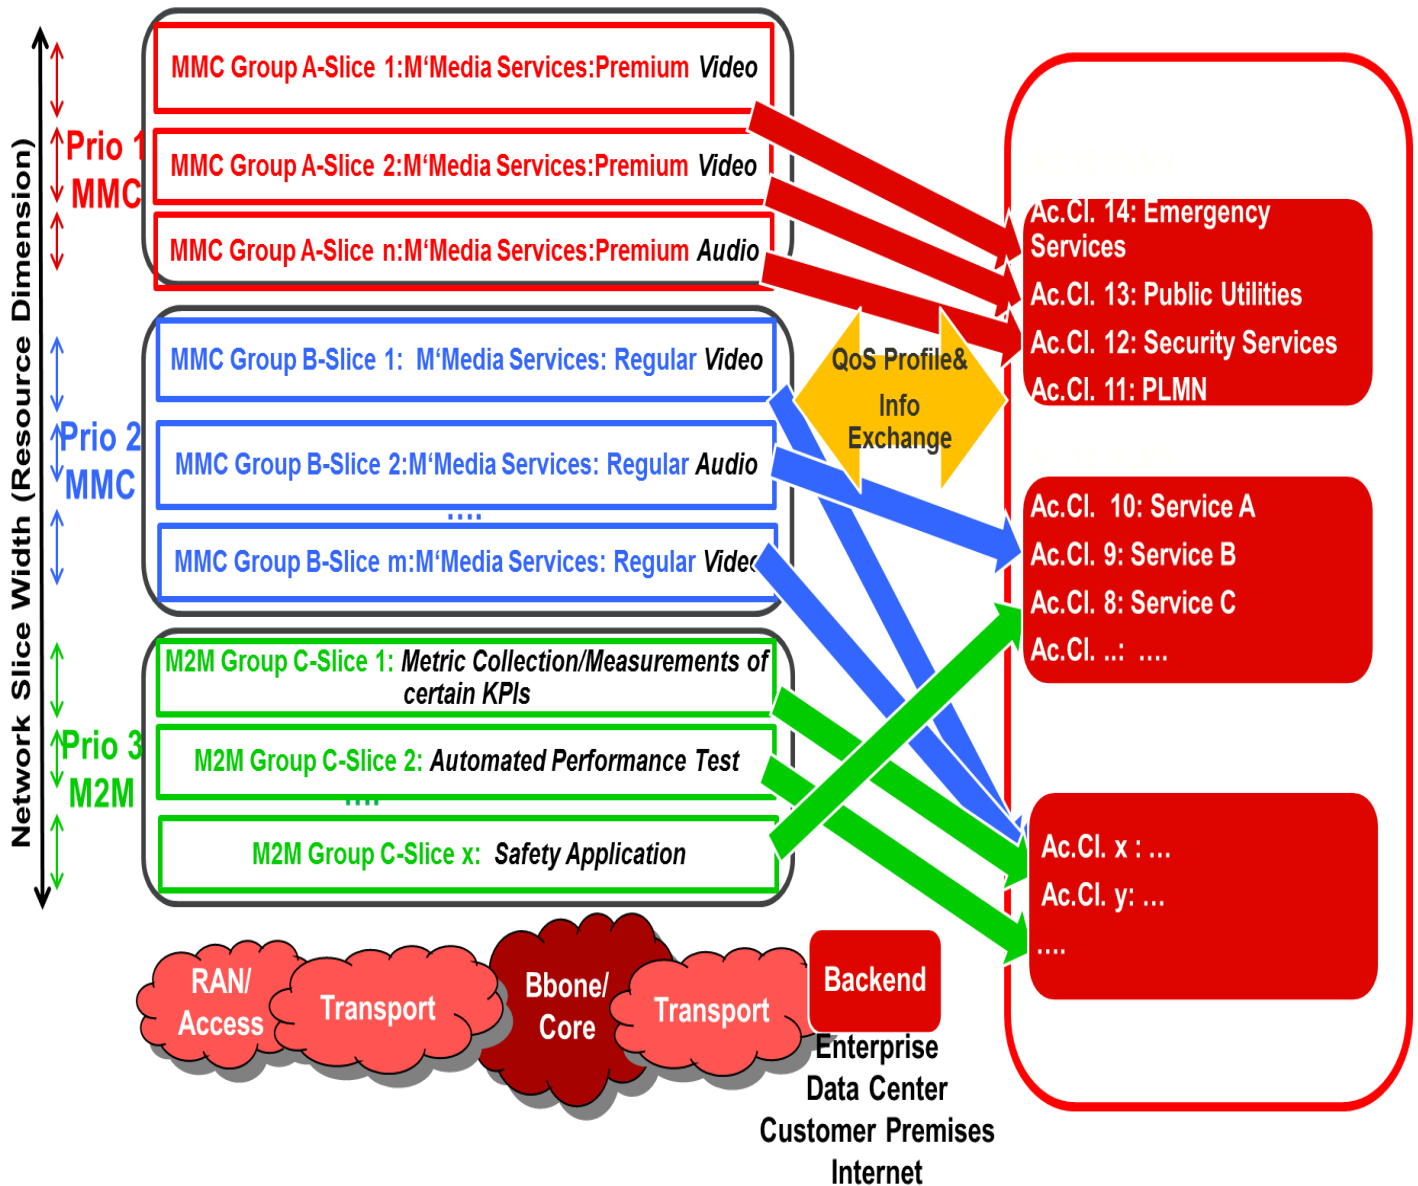 Network Slice Width (Resource Dimension)
Prio 1
MMC
MMC Group A-Slice 1:M‘Media Services:Premium Video
MMC Group A-Slice 2:M‘Media Services:Premium Video
MMC Group A-Slice n:M‘Media Services:Premium Audio
Prio 2
MMC
MMC Group B-Slice 1: M‘Media Services: Regular Video
MMC Group B-Slice 2:M‘Media Services: Regular Audio
....
MMC Group B-Slice m:M‘Media Services: Regular Video
Prio 3
M2M
M2M Group C-Slice 1: Metric Collection/Measurements of
certain KPIs
M2M Group C-Slice 2: Automated Performance Test
....
M2M Group C-Slice x: Safety Application
QoS Profile&
Info
Exchange
Ac.Cl. 14: Emergency
Services
Ac.Cl. 13: Public Utilities
Ac.Cl. 12: Security Services
Ac.Cl. 11: PLMN
Ac.Cl. 10: Service A
Ac.Cl. 9: Service B
Ac.Cl. 8: Service C
Ac.Cl. ..: ....
Ac.Cl. x : ...
Ac.Cl. y: ...
....
RAN/
Access
Transport
Bbone/
Core
Transport
Backend
Enterprise
Data Center
Customer Premises
Internet